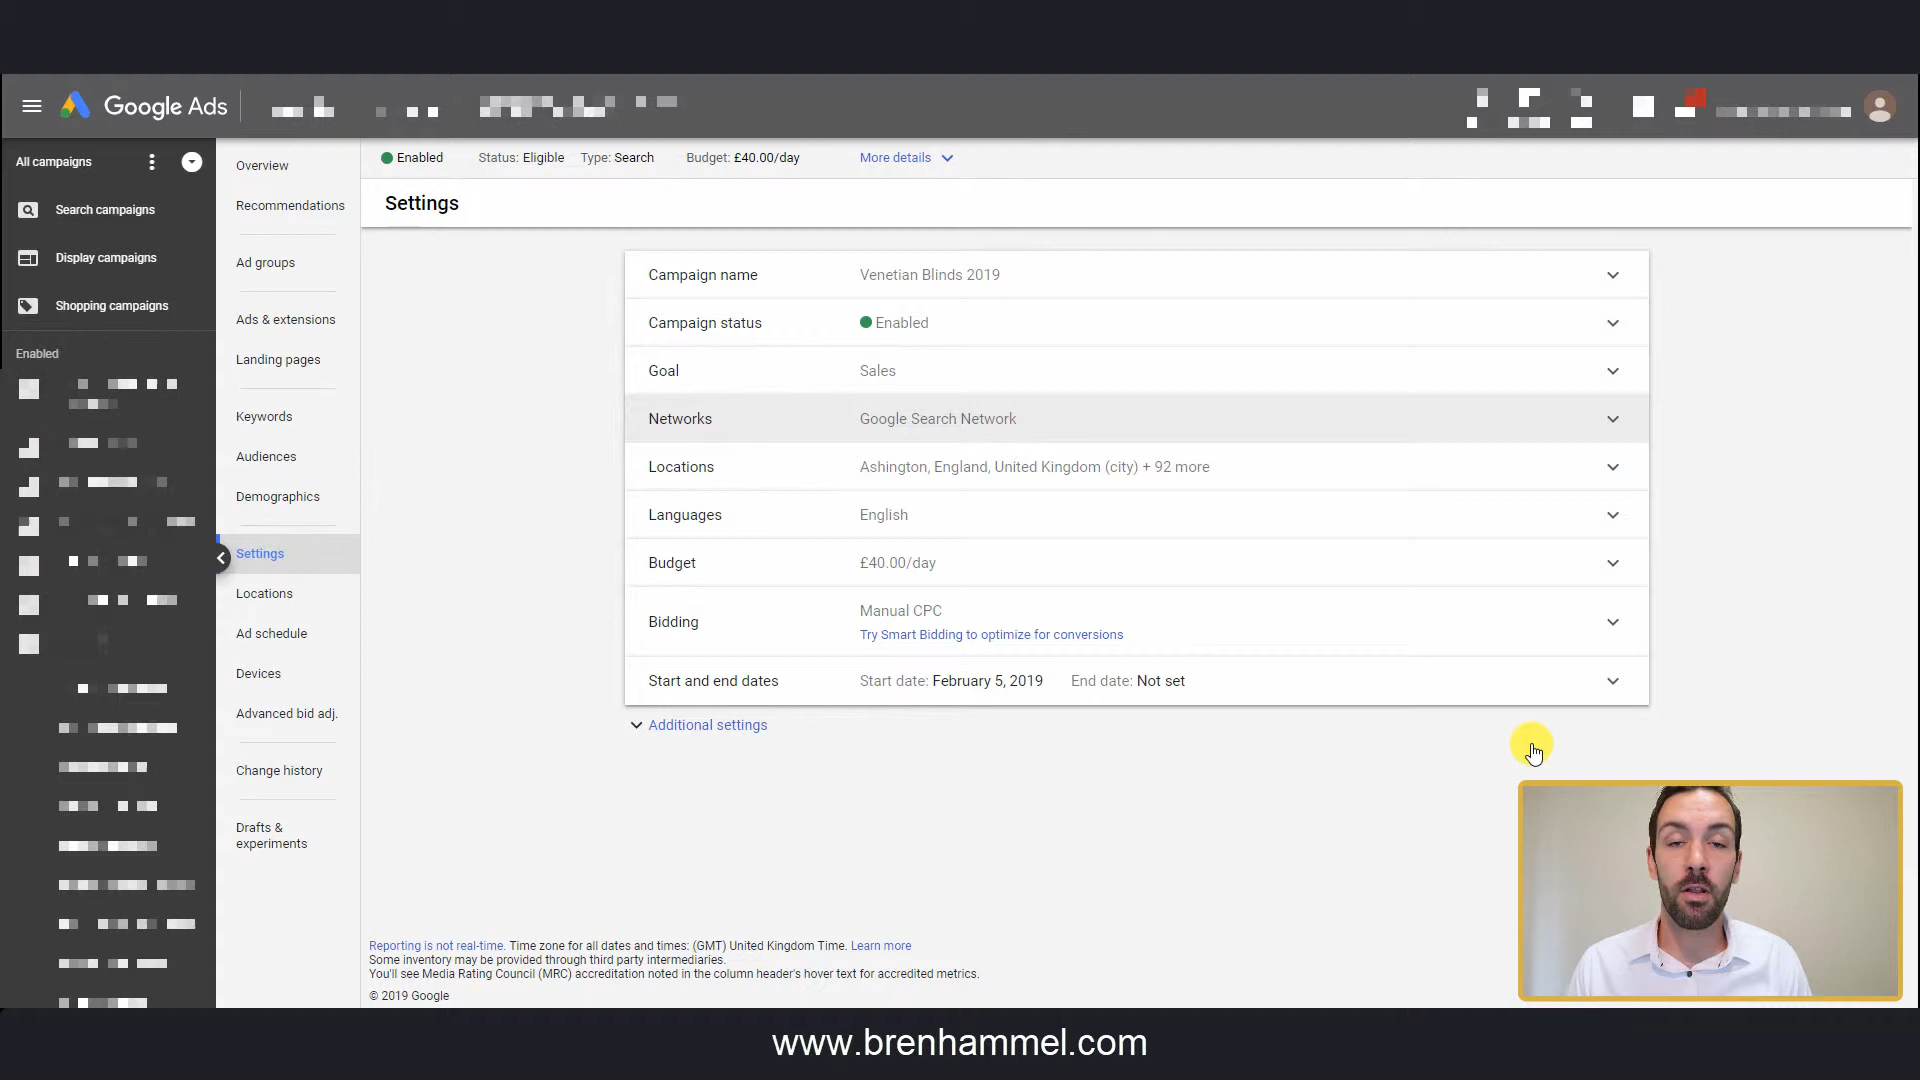 Google Ads
All campaigns
Search campaigns
Display campaigns
Shopping campaigns
Enabled
Overview
Recommendations
Ad groups
Ads & extensions
Landing pages
Keywords
Audiences
Demographics
Settings
Locations
Ad schedule
Devices
Advanced bid adj.
Change history
Drafts &
experiments
Enabled Status: Eligible Type: Search Budget: £40.00/day More details
Settings
Campaign name Venetian Blinds 2019
Campaign status Enabled
Goal Sales
Networks Google Search Network
Locations Ashington, England, United Kingdom (city) + 92 more
Languages English
Budget £40.00/day
Bidding Manual CPC
Try Smart Bidding to optimize for conversions
Start and end dates Start date: February 5, 2019 End date: Not set
Additional settings
Reporting is not real-time. Time zone for all dates and times: (GMT) United Kingdom Time. Learn more
Some inventory may be provided through third party intermediaries.
You'll see Media Rating Council (MRC) accreditation noted in the column header's hover text for accredited metrics.
© 2019 Google
www.brenhammel.com